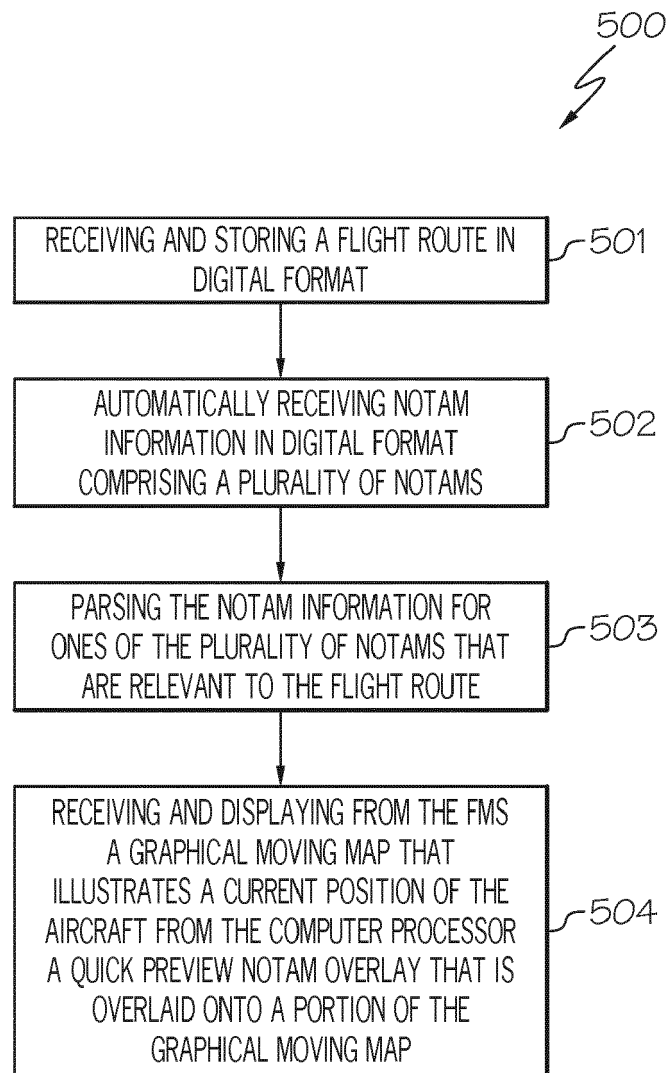 500
RECEIVING AND STORING A FLIGHT ROUTE IN
DIGITAL FORMAT
501
AUTOMATICALLY RECEIVING NOTAM
INFORMATION IN DIGITAL FORMAT
COMPRISING A PLURALITY OF NOTAMS
502
PARSING THE NOTAM INFORMATION FOR
ONES OF THE PLURALITY OF NOTAMS THAT
ARE RELEVANT TO THE FLIGHT ROUTE
503
RECEIVING AND DISPLAYING FROM THE FMS
A GRAPHICAL MOVING MAP THAT
ILLUSTRATES A CURRENT POSITION OF THE
AIRCRAFT FROM THE COMPUTER PROCESSOR
A QUICK PREVIEW NOTAM OVERLAY THAT IS
OVERLAID ONTO A PORTION OF THE
GRAPHICAL MOVING MAP
504